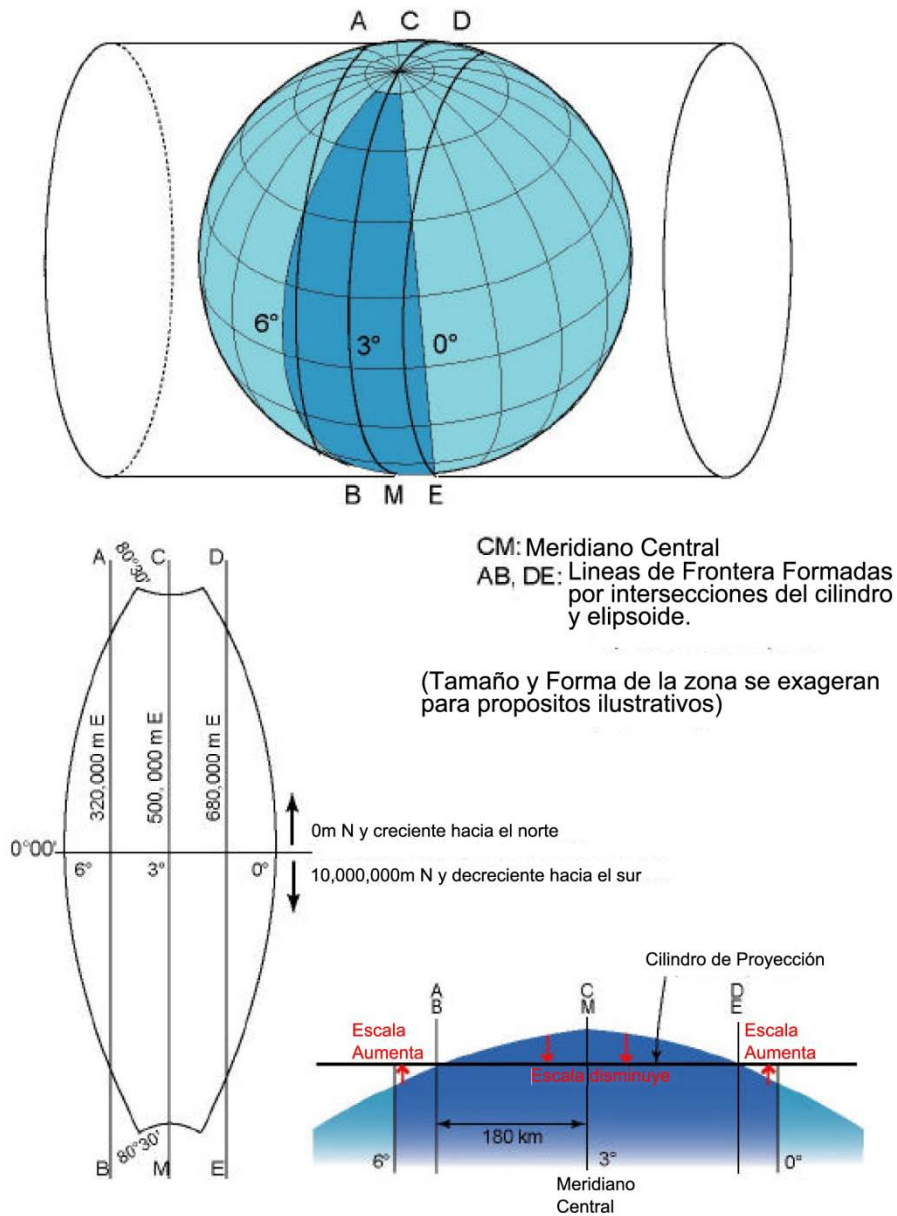 A C D
6°
3°
0°
B M E
CM: Meridiano Central
AB, DE: Lineas de Frontera Formadas
por intersecciones del cilindro
y elipsoide.
(Tamaño y Forma de la zona se exageran
para propositos ilustrativos)
A C D
80°30'
320,000 m E
500, 000 m E
680,000 m E
0m N y creciente hacia el norte
0°00'
6° 3° 0°
10,000,000m N y decreciente hacia el sur
80°30'
B M E
Cilindro de Proyección
A C D
B M E
Escala
Aumenta
Escala
Aumenta
Escala disminuye
180 km
6° 3° 0°
Meridiano
Central